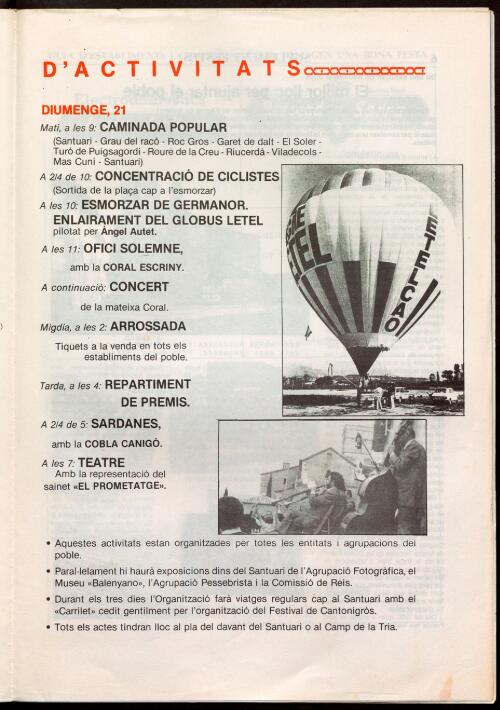 D'ACTIVITATS
DIUMENGE, 21
Mati, a les 9: CAMINADA POPULAR
(Santuari - Grau del racó - Roc Gros - Garet de dalt - El Soler -
Turó de Puigsagordi - Roure de la Creu - Riucerdá - Viladecols -
Mas Cuni - Santuari)
A 2/4 de 10: CONCENTRACIÓ DE CICLISTES
(Sortida de la plaça cap a l'esmorzar)
A les 10: ESMORZAR DE GERMANOR.
ENLAIRAMENT DEL GLOBUS LETEL
pilotat per Àngel Autet.
A les 11: OFICI SOLEMNE,
amb la CORAL ESCRINY.
A continuació: CONCERT
de la mateixa Coral.
Migdia, a les 2: ARROSSADA
Tiquets a la venda en tots els
establiments del poble.
Tarda, a les 4: REPARTIMENT
DE PREMIS.
A 2/4 de 5: SARDANES,
amb la COBLA CANIGÓ.
A les 7: TEATRE
Amb la representació del
sainet «EL PROMETATGE».
ETELCAO
• Aquestes activitats estan organitzades per totes les entitats i agrupacions del
poble.
• Paral·lelament hi haurà exposicions dins del Santuari de l'Agrupació Fotogràfica, el
Museu «Balenyano», l'Agrupació Pessebrista i la Comissió de Reis.
• Durant els tres dies l'Organització farà viatges regulars cap al Santuari amb el
«Carrilet» cedit gentilment per l'organització del Festival de Cantonigròs.
• Tots els actes tindran lloc al pla del davant del Santuari o al Camp de la Tria.